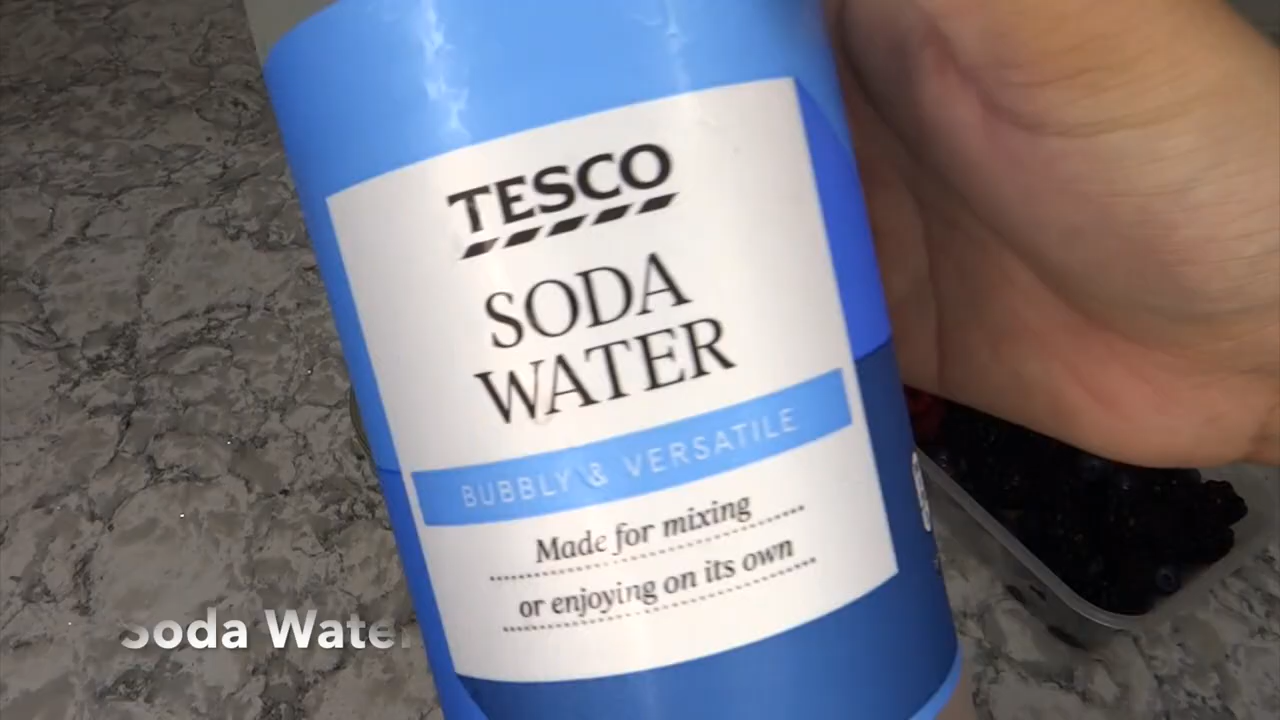 TESCO
SODA
WATER
BUBBLY & VERSATILE
Made for mixing
or enjoying on its own
Soda Water